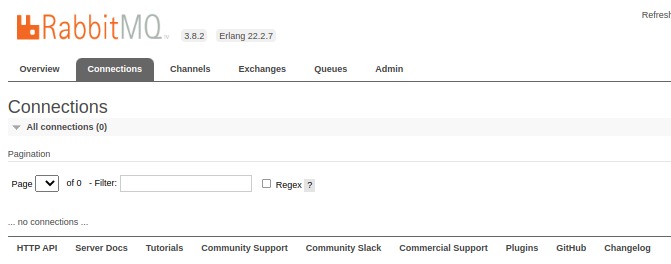 Refresh
RabbitMQ TM 3.8.2 Erlang 22.2.7
Overview Connections Channels Exchanges Queues Admin
Connections
All connections (0)
Pagination
Page of 0 - Filter: Regex ?
... no connections ...
HTTP API Server Docs Tutorials Community Support Community Slack Commercial Support Plugins GitHub Changelog